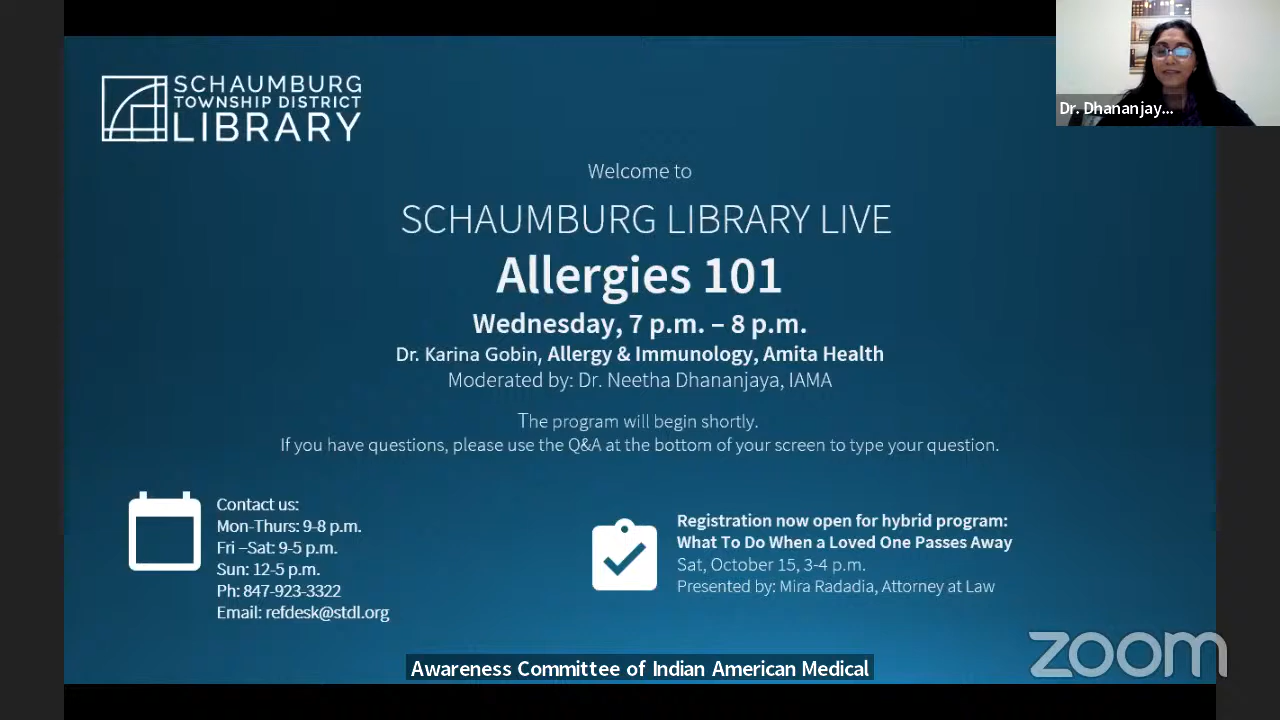 SCHAUMBURG
TOWNSHIP DISTRICT
LIBRARY
Dr. Dhananjay...
Welcome to
SCHAUMBURG LIBRARY LIVE
Allergies 101
Wednesday, 7 p.m. – 8 p.m.
Dr. Karina Gobin, Allergy & Immunology, Amita Health
Moderated by: Dr. Neetha Dhananjaya, IAMA
The program will begin shortly.
If you have questions, please use the Q&A at the bottom of your screen to type your question.
Contact us:
Mon-Thurs: 9-8 p.m.
Fri –Sat: 9-5 p.m.
Sun: 12-5 p.m.
Ph: 847-923-3322
Email: refdesk@stdl.org
Registration now open for hybrid program:
What To Do When a Loved One Passes Away
Sat, October 15, 3-4 p.m.
Presented by: Mira Radadia, Attorney at Law
Awareness Committee of Indian American Medical
zoom